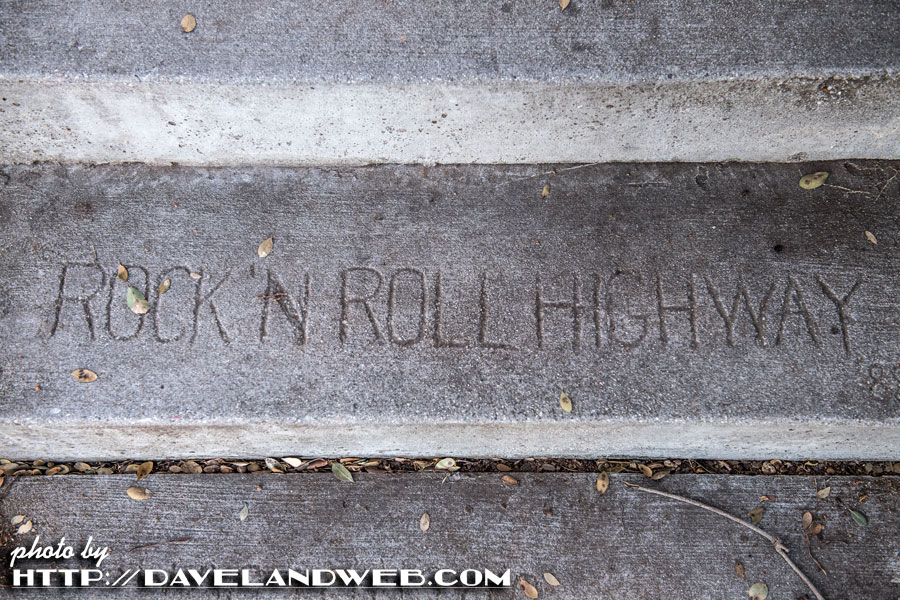 ROCK 'N ROLL HIGHWAY
photo by
HTTP://DAVELANDWEB.COM